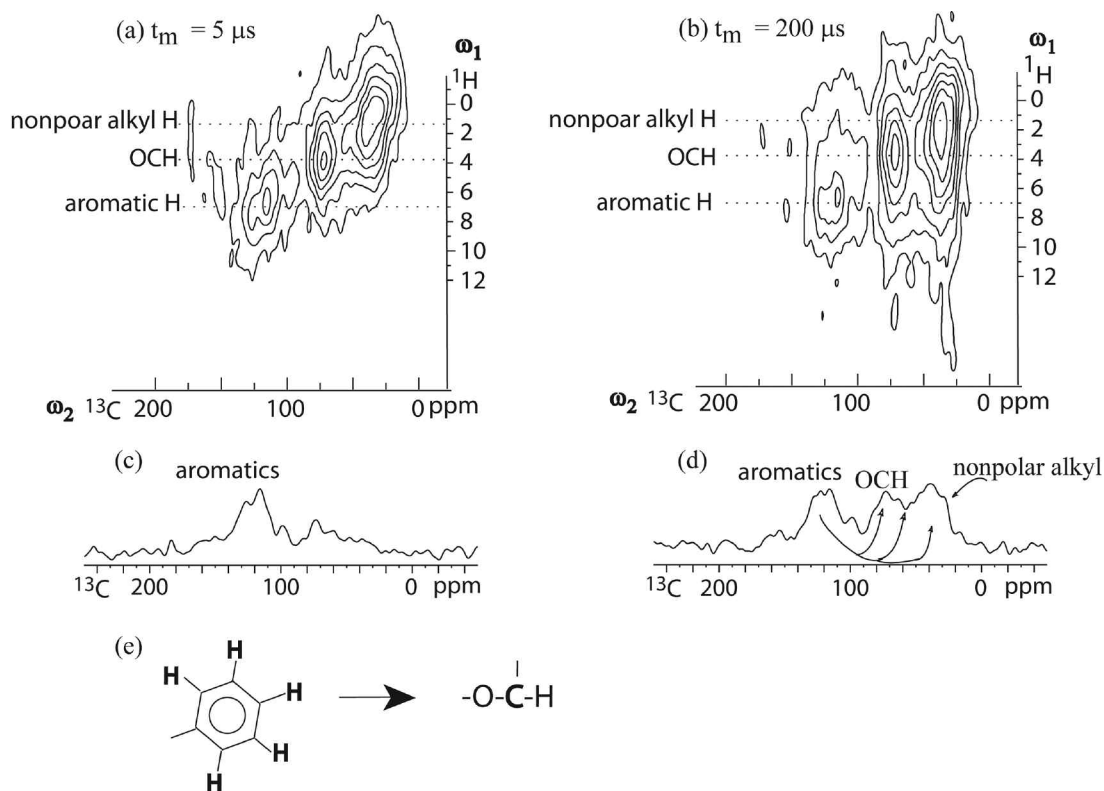 (a) tm = 5 μs
ω1
1H
0
nonpoar alkyl H
2
OCH
4
6
aromatic H
8
10
12
ω2 13C 200 100 0 ppm
(b) tm = 200 μs
ω1
1H
0
nonpoar alkyl H
2
OCH
4
6
aromatic H
8
10
12
ω2 13C 200 100 0 ppm
(c)
aromatics
13C 200 100 0 ppm
(d)
aromatics
OCH
nonpolar alkyl
13C 200 100 0 ppm
(e)
H
H
H
H
H
-O-C-H